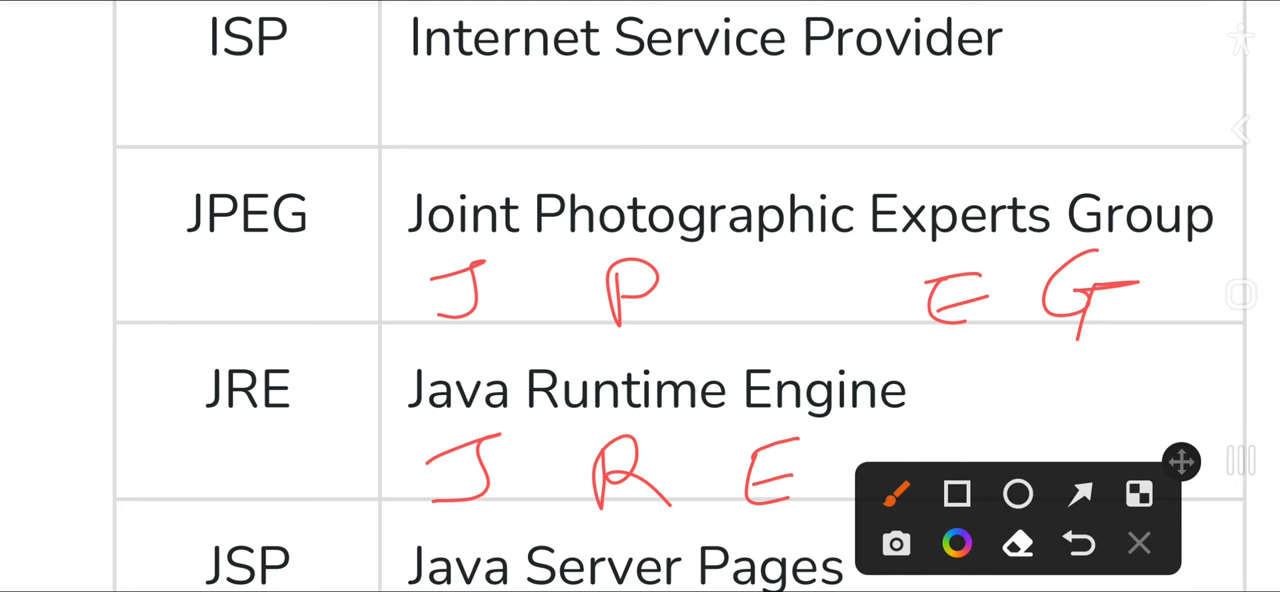 ISP Internet Service Provider
JPEG Joint Photographic Experts Group
J P E G
JRE Java Runtime Engine
J R E
JSP Java Server Pages